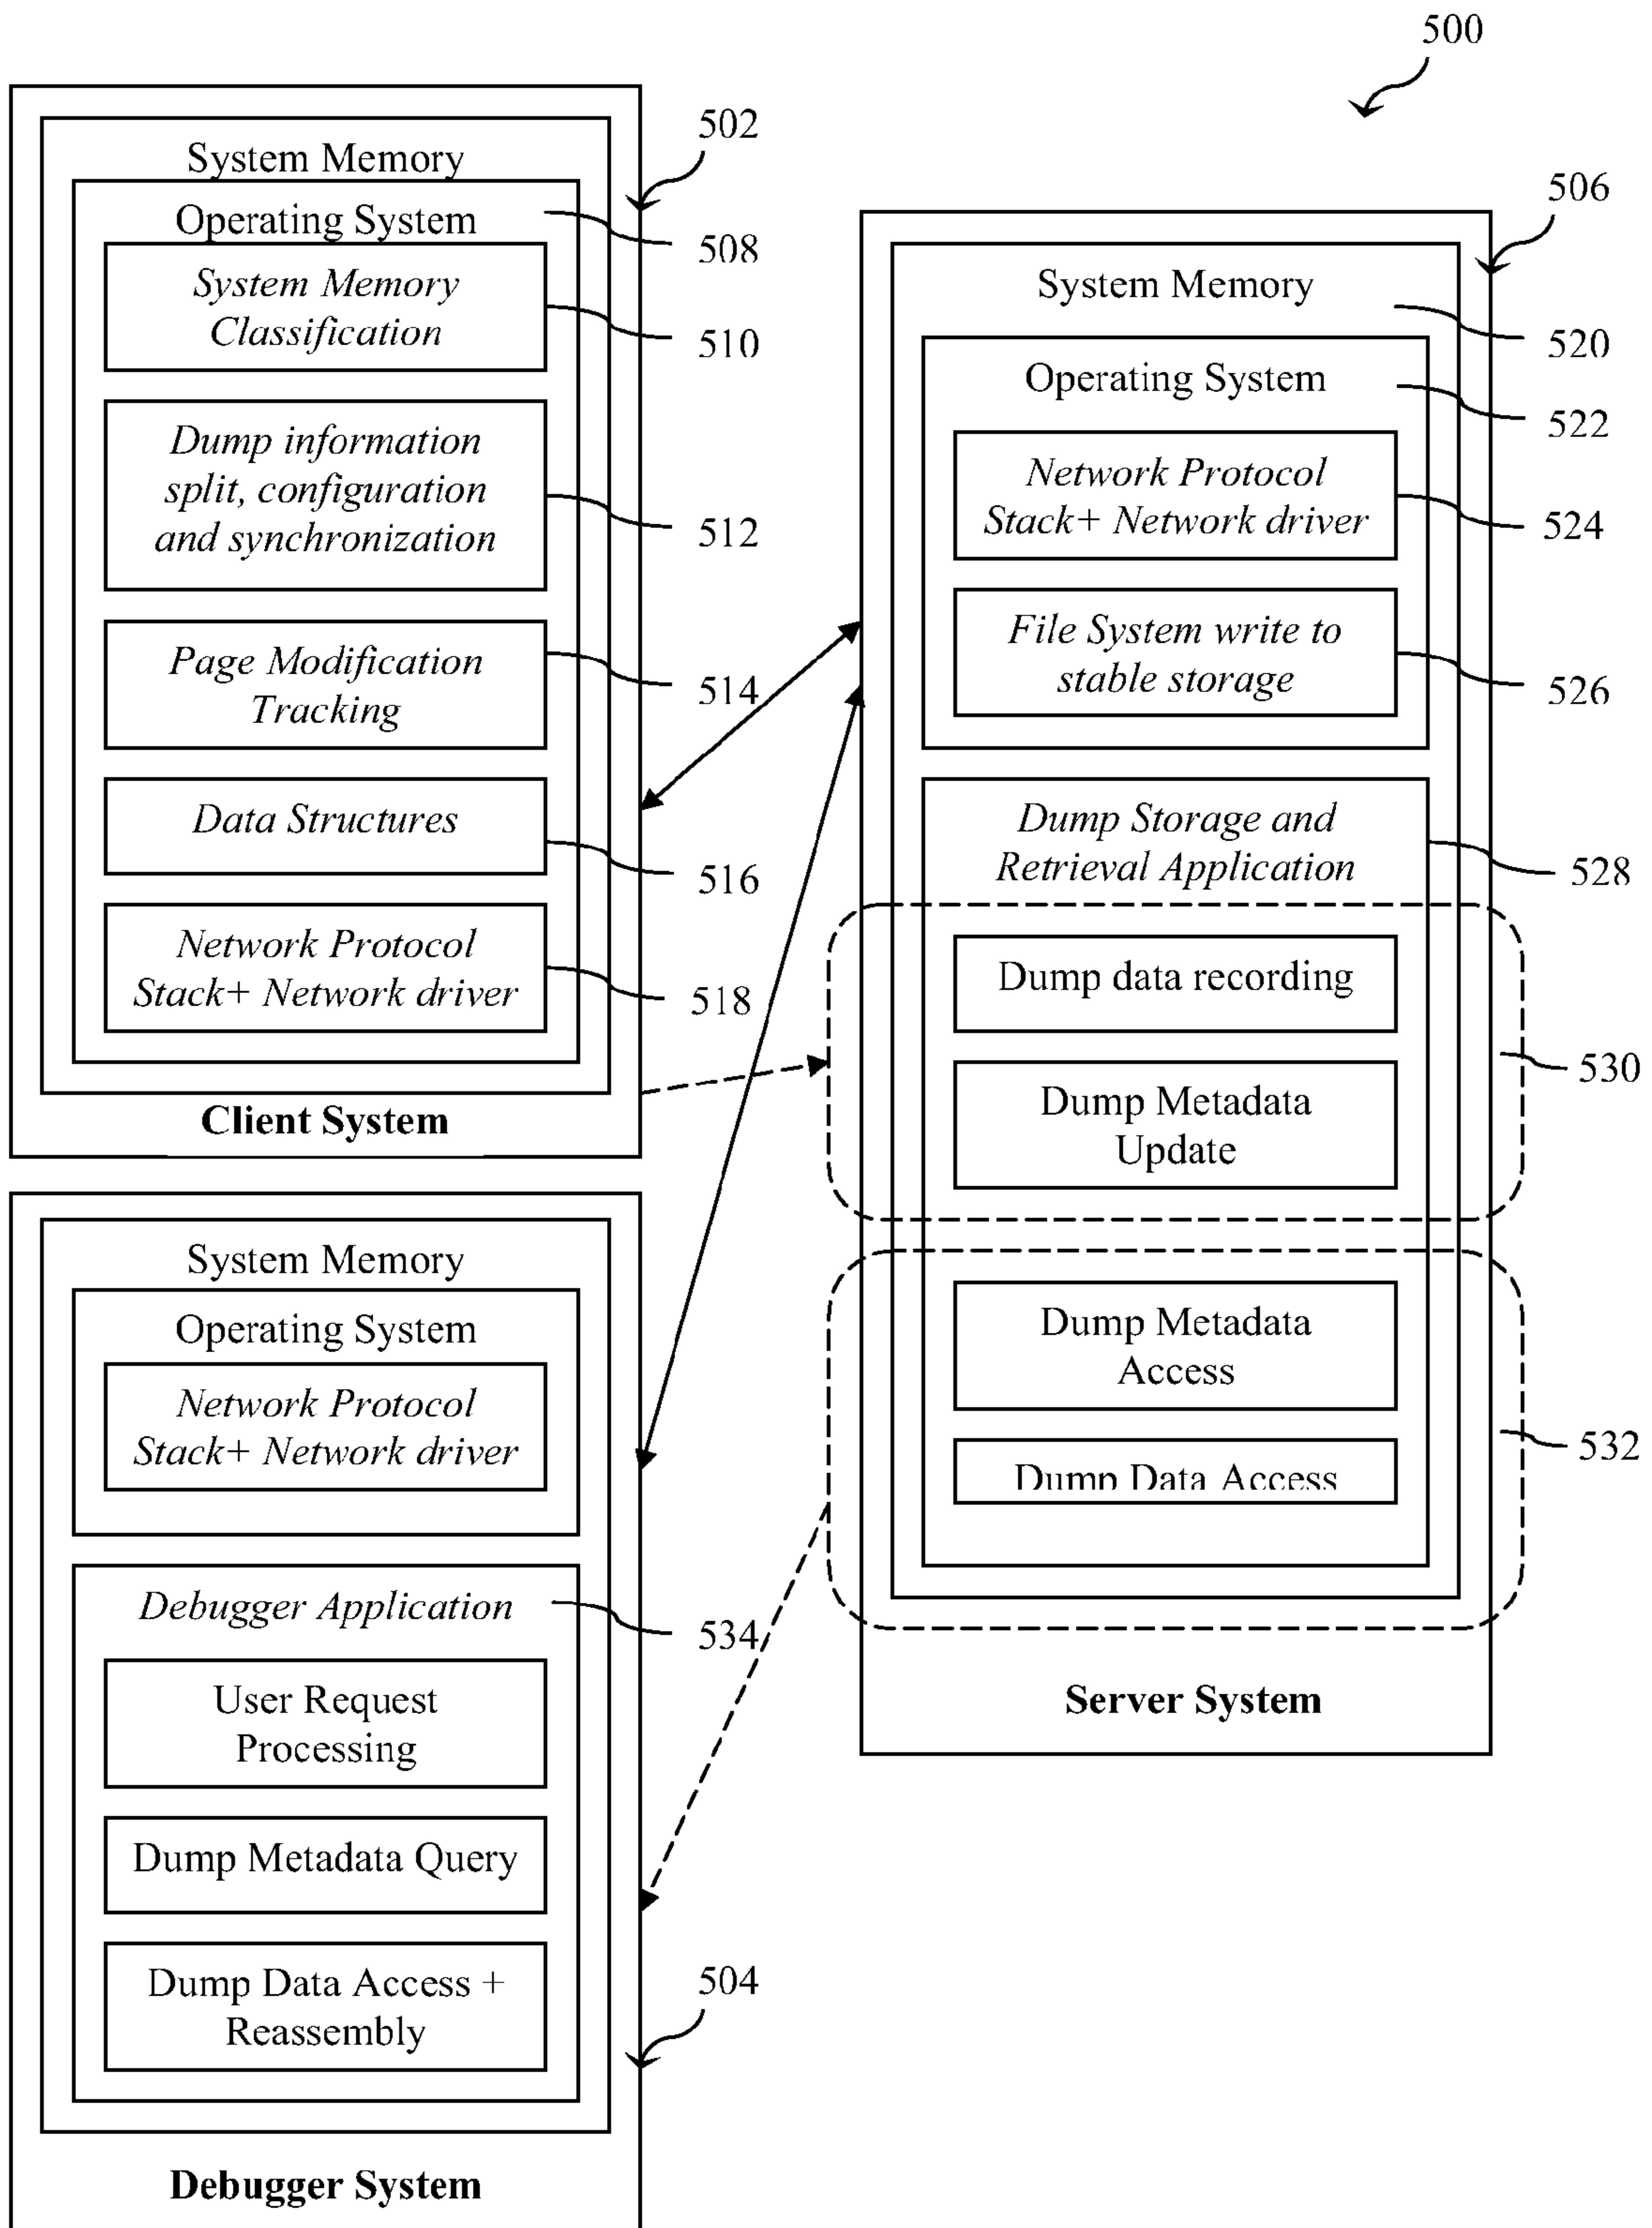 500
502
System Memory
Operating System
508
System Memory
Classification
510
Dump information
split, configuration
and synchronization
512
Page Modification
Tracking
514
Data Structures
516
Network Protocol
Stack+ Network driver
518
Client System
506
System Memory
520
Operating System
522
Network Protocol
Stack+ Network driver
524
File System write to
stable storage
526
Dump Storage and
Retrieval Application
528
Dump data recording
530
Dump Metadata
Update
Dump Metadata
Access
532
Dump Data Access
Server System
System Memory
Operating System
Network Protocol
Stack+ Network driver
Debugger Application
534
User Request
Processing
Dump Metadata Query
Dump Data Access +
Reassembly
504
Debugger System